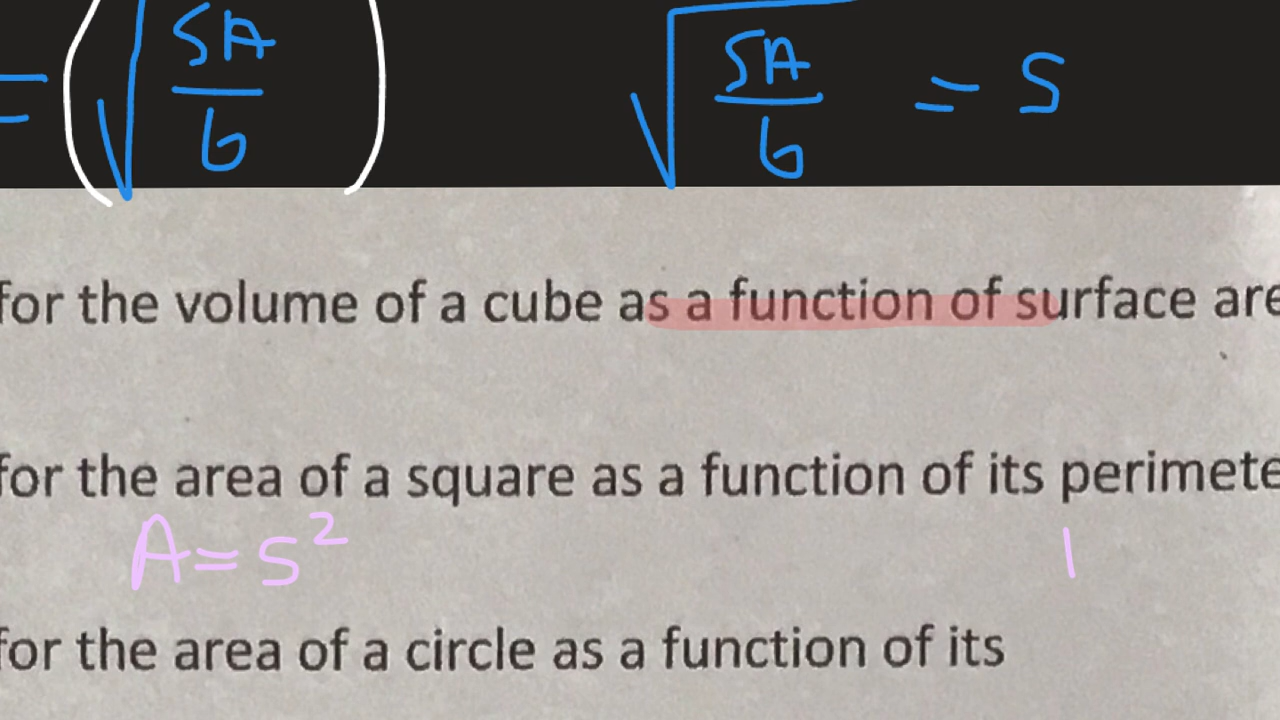 = (√SA/6) √SA/6 = S
for the volume of a cube as a function of surface are
for the area of a square as a function of its perimete
A=S² |
for the area of a circle as a function of its